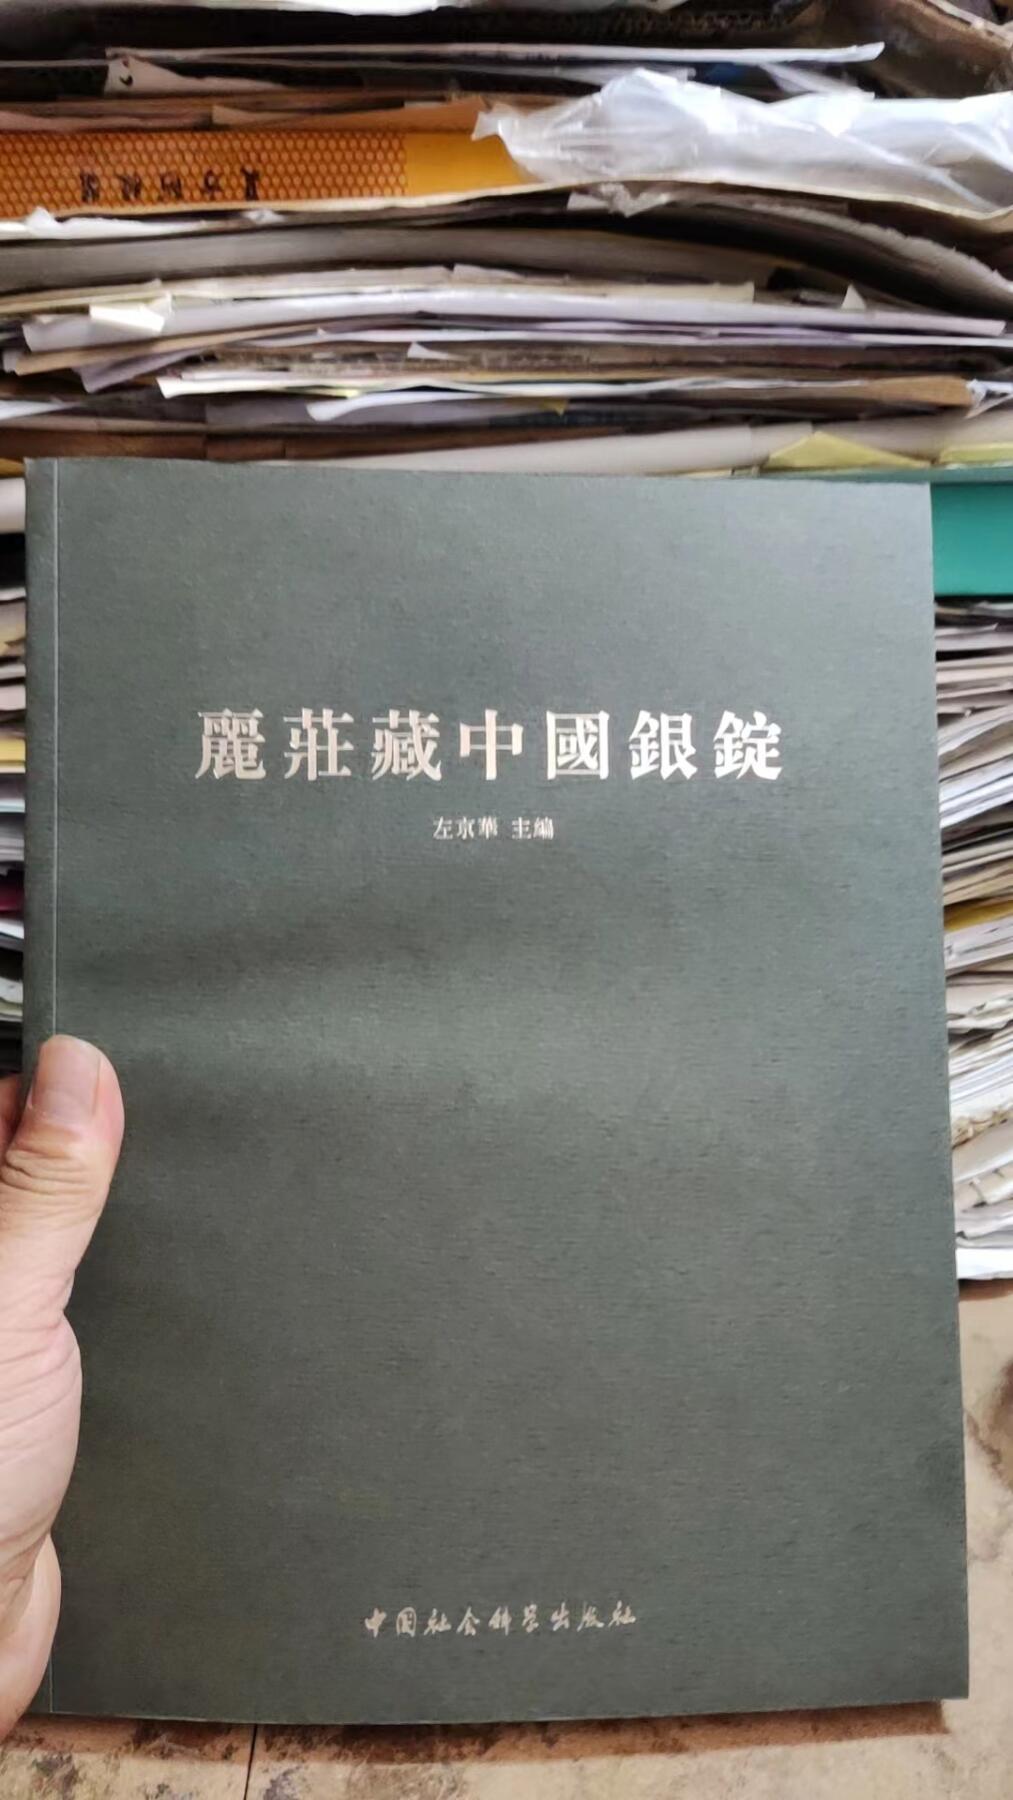 麗莊藏中國銀錠
左京華 主編
中国社会科学出版社